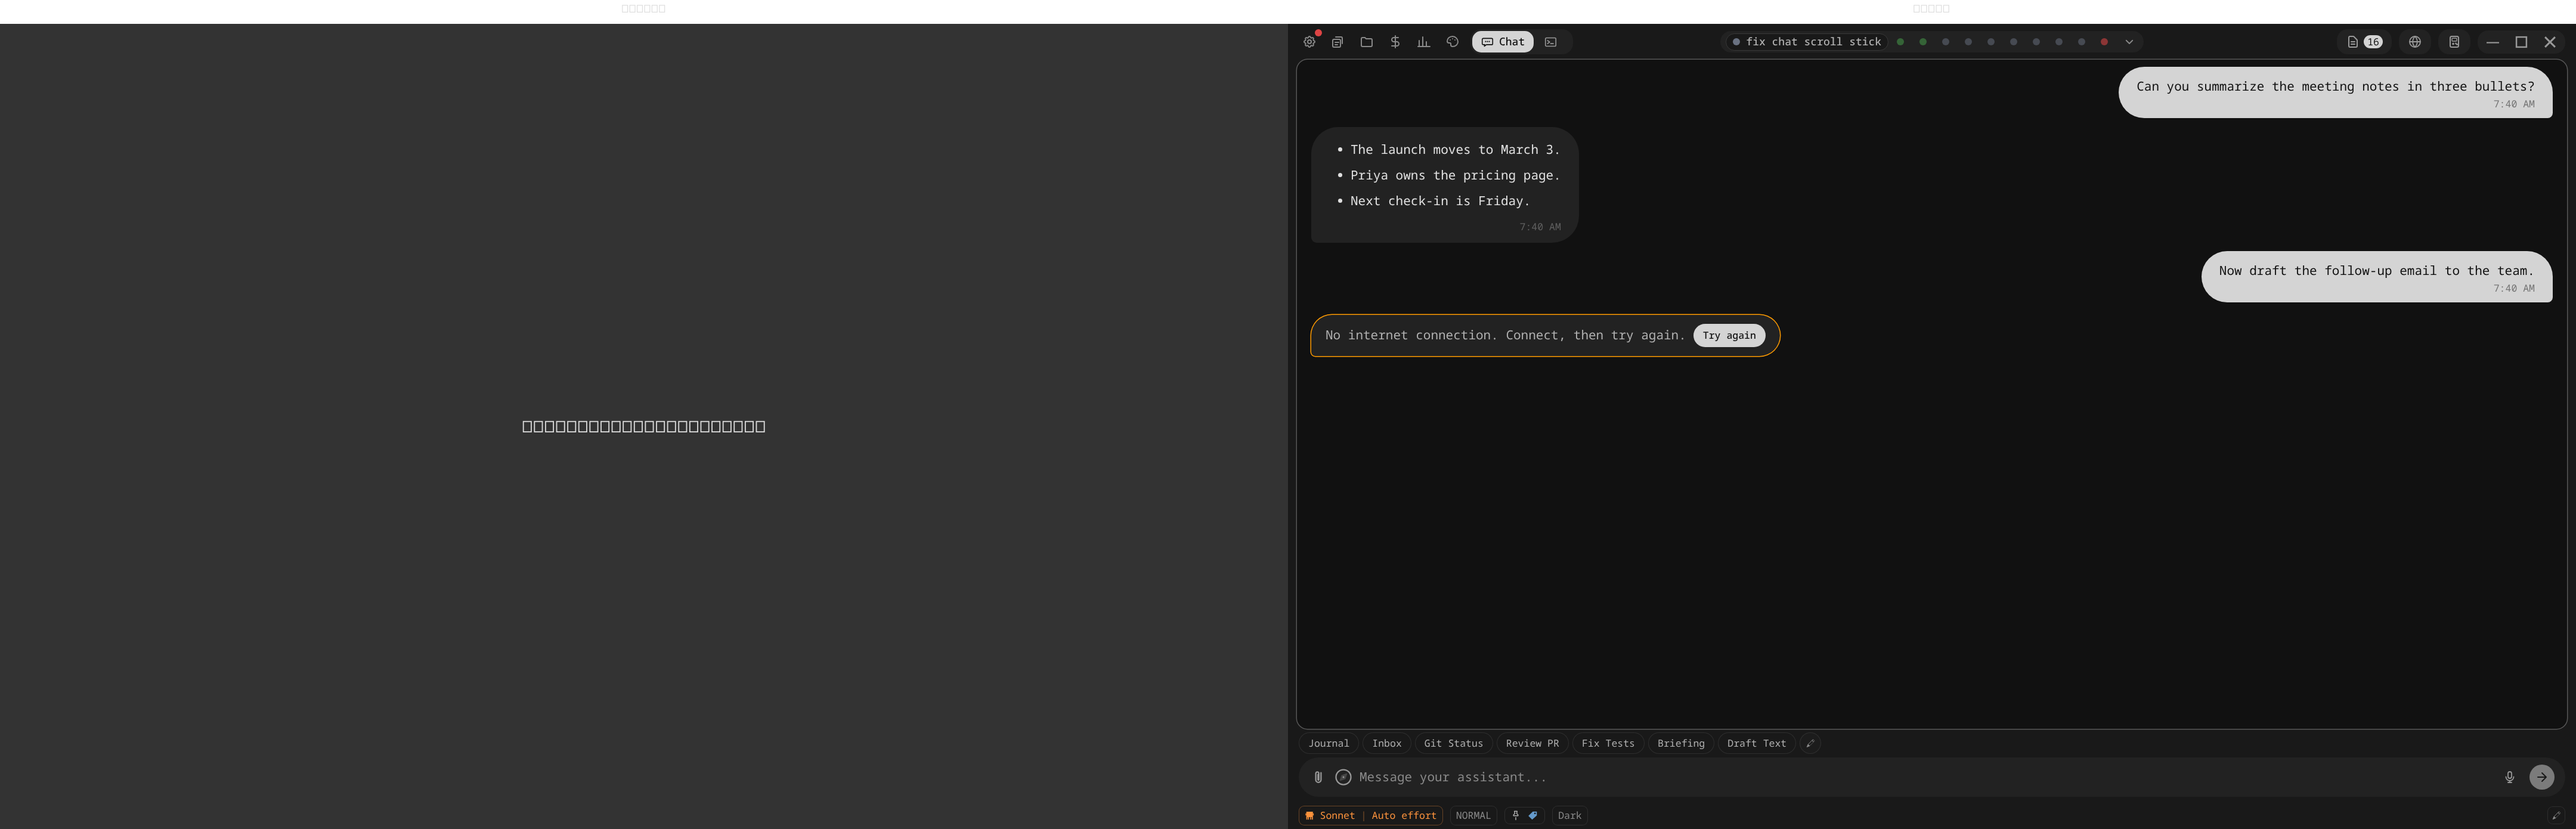 Chat
fix chat scroll stick
16
Can you summarize the meeting notes in three bullets?
7:40 AM
• The launch moves to March 3.
• Priya owns the pricing page.
• Next check-in is Friday.
7:40 AM
Now draft the follow-up email to the team.
7:40 AM
No internet connection. Connect, then try again. Try again
Journal Inbox Git Status Review PR Fix Tests Briefing Draft Text
Message your assistant...
Sonnet | Auto effort NORMAL Dark